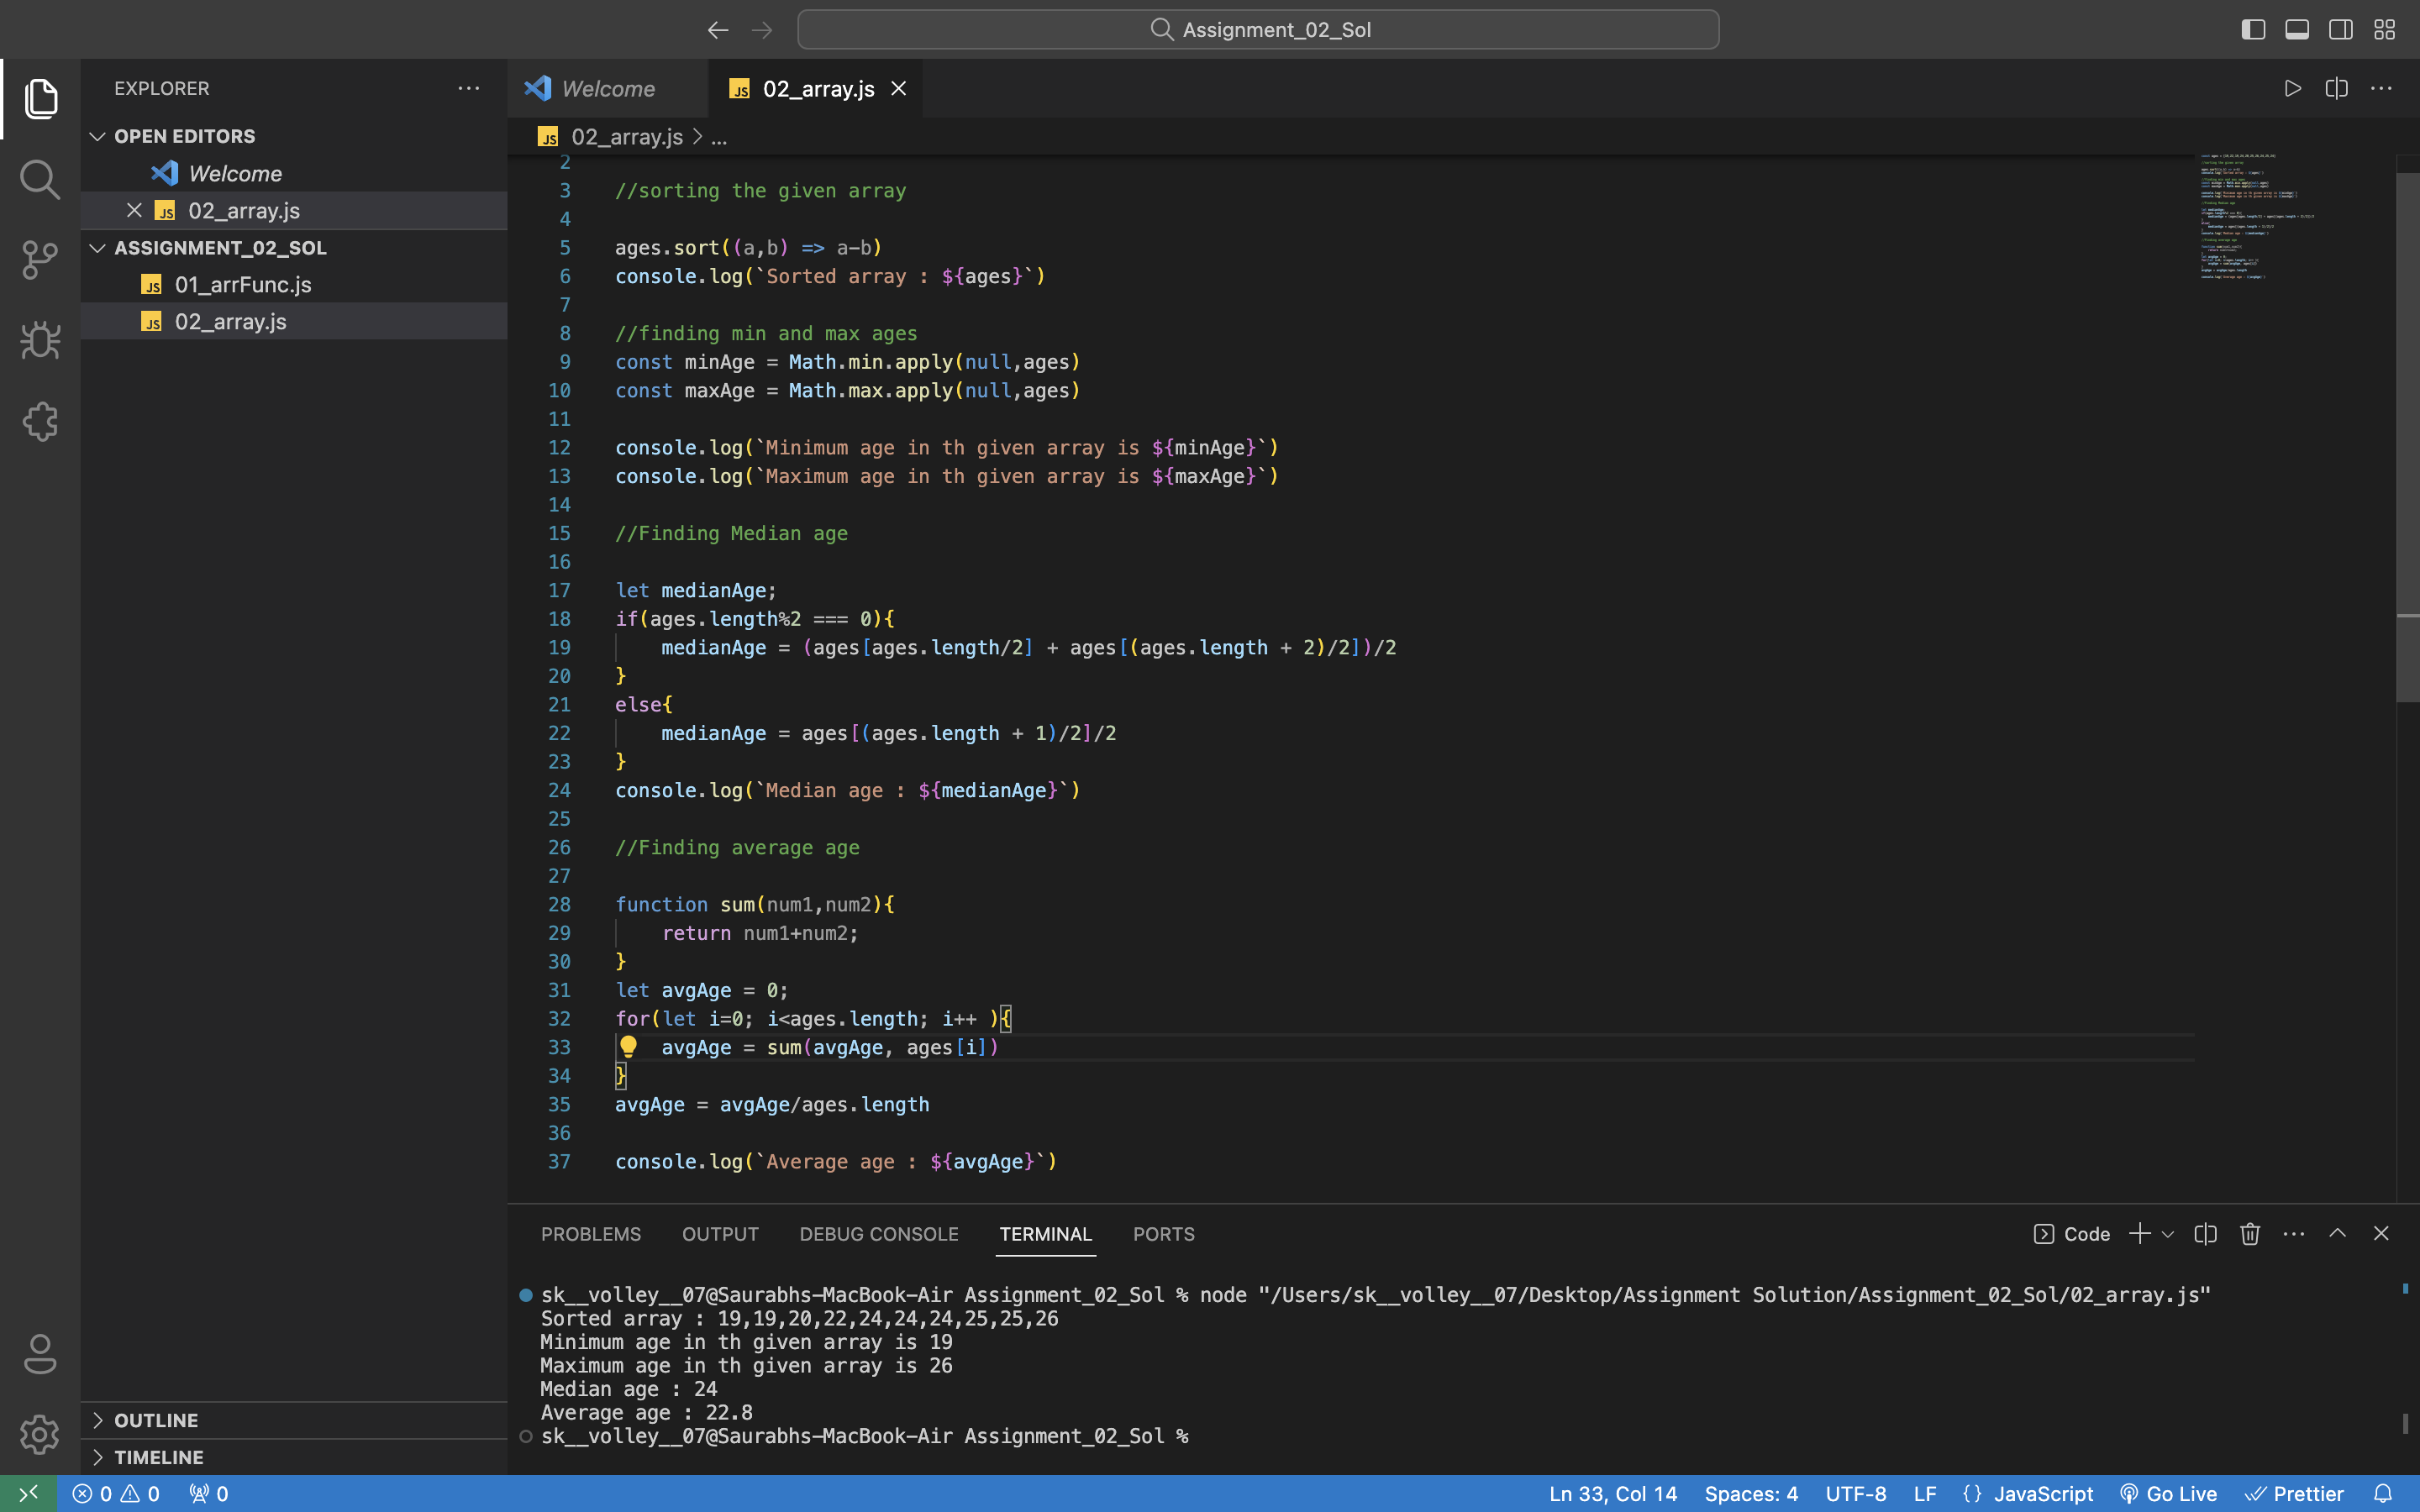 Assignment_02_Sol
EXPLORER
Welcome
02_array.js
OPEN EDITORS
Welcome
02_array.js
ASSIGNMENT_02_SOL
01_arrFunc.js
02_array.js
OUTLINE
TIMELINE
JS 02_array.js > ...
2
3 //sorting the given array
4
5 ages.sort((a,b) => a-b)
6 console.log(`Sorted array : ${ages}`)
7
8 //finding min and max ages
9 const minAge = Math.min.apply(null,ages)
10 const maxAge = Math.max.apply(null,ages)
11
12 console.log(`Minimum age in th given array is ${minAge}`)
13 console.log(`Maximum age in th given array is ${maxAge}`)
14
15 //Finding Median age
16
17 let medianAge;
18 if(ages.length%2 === 0){
19 medianAge = (ages[ages.length/2] + ages[(ages.length + 2)/2])/2
20 }
21 else{
22 medianAge = ages[(ages.length + 1)/2]/2
23 }
24 console.log(`Median age : ${medianAge}`)
25
26 //Finding average age
27
28 function sum(num1,num2){
29 return num1+num2;
30 }
31 let avgAge = 0;
32 for(let i=0; i<ages.length; i++ ){
33 avgAge = sum(avgAge, ages[i])
34 }
35 avgAge = avgAge/ages.length
36
37 console.log(`Average age : ${avgAge}`)
PROBLEMS OUTPUT DEBUG CONSOLE TERMINAL PORTS
Code
sk__volley__07@Saurabhs-MacBook-Air Assignment_02_Sol % node "/Users/sk__volley__07/Desktop/Assignment Solution/Assignment_02_Sol/02_array.js"
Sorted array : 19,19,20,22,24,24,24,25,25,26
Minimum age in th given array is 19
Maximum age in th given array is 26
Median age : 24
Average age : 22.8
sk__volley__07@Saurabhs-MacBook-Air Assignment_02_Sol %
0 0 0 Ln 33, Col 14 Spaces: 4 UTF-8 LF {} JavaScript Go Live Prettier